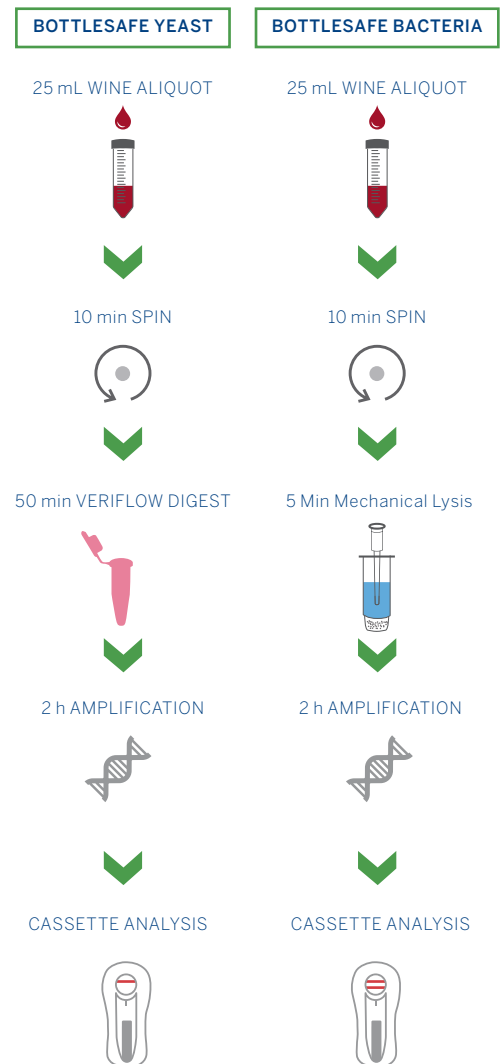 BOTTLESAFE YEAST
25 mL WINE ALIQUOT
10 min SPIN
50 min VERIFLOW DIGEST
2 h AMPLIFICATION
CASSETTE ANALYSIS
BOTTLESAFE BACTERIA
25 mL WINE ALIQUOT
10 min SPIN
5 Min Mechanical Lysis
2 h AMPLIFICATION
CASSETTE ANALYSIS